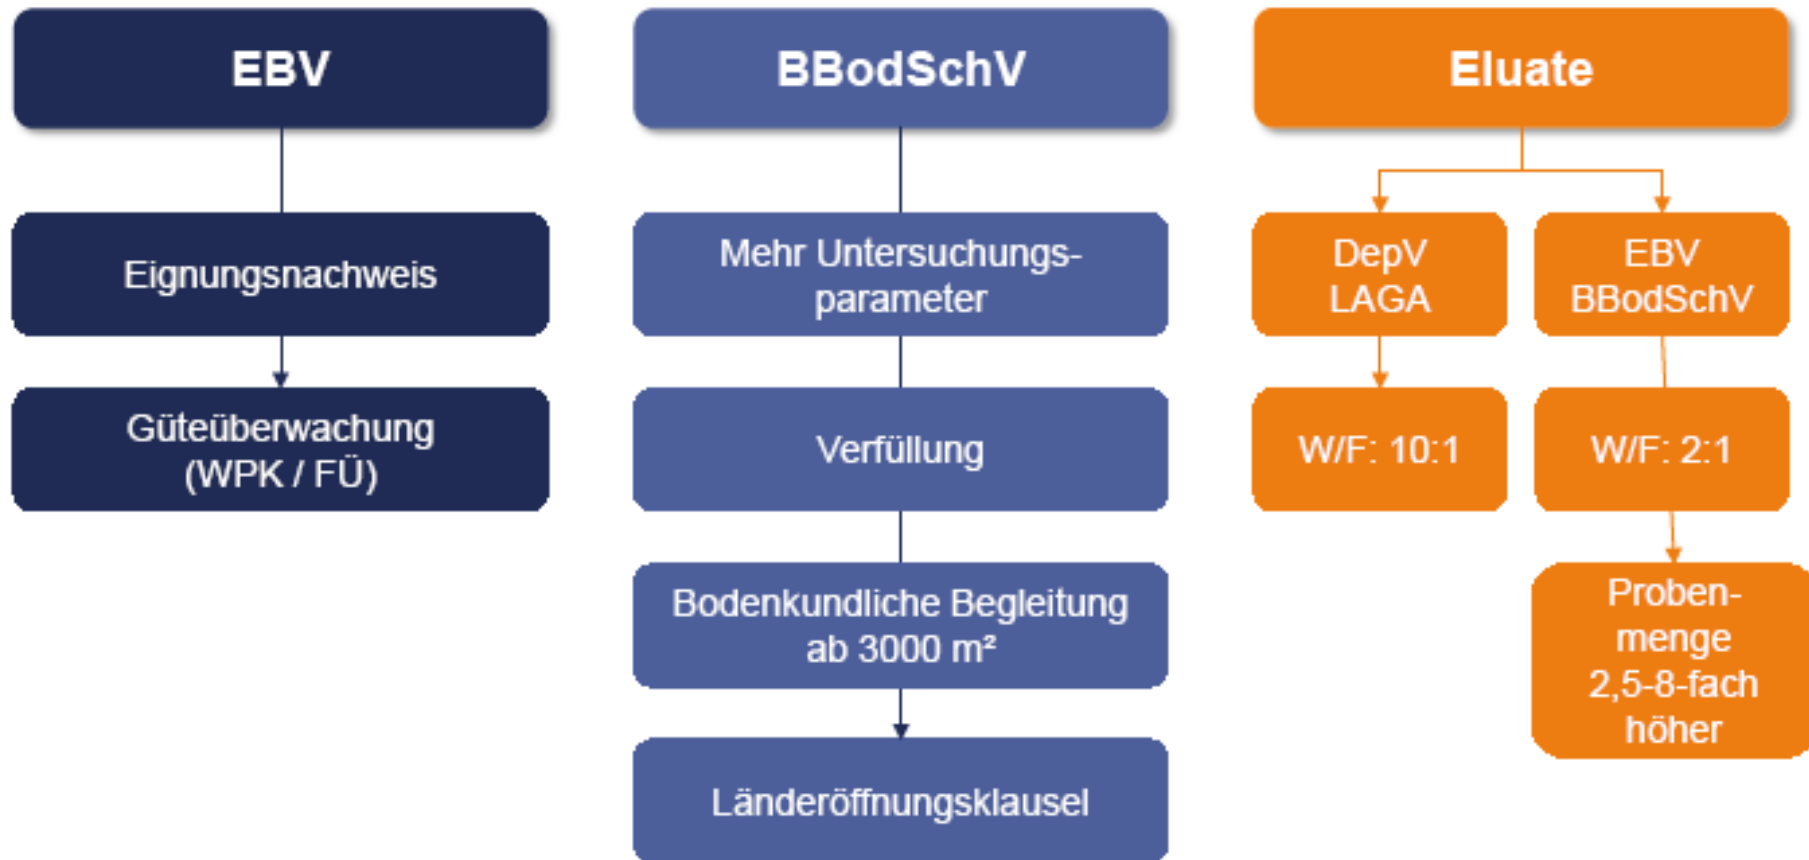 EBV
Eignungsnachweis
Güteüberwachung
(WPK / FÜ)
BBodSchV
Mehr Untersuchungs-
parameter
Verfüllung
Bodenkundliche Begleitung
ab 3000 m²
Länderöffnungsklausel
Eluate
DepV
LAGA
W/F: 10:1
EBV
BBodSchV
W/F: 2:1
Proben-
menge
2,5-8-fach
höher